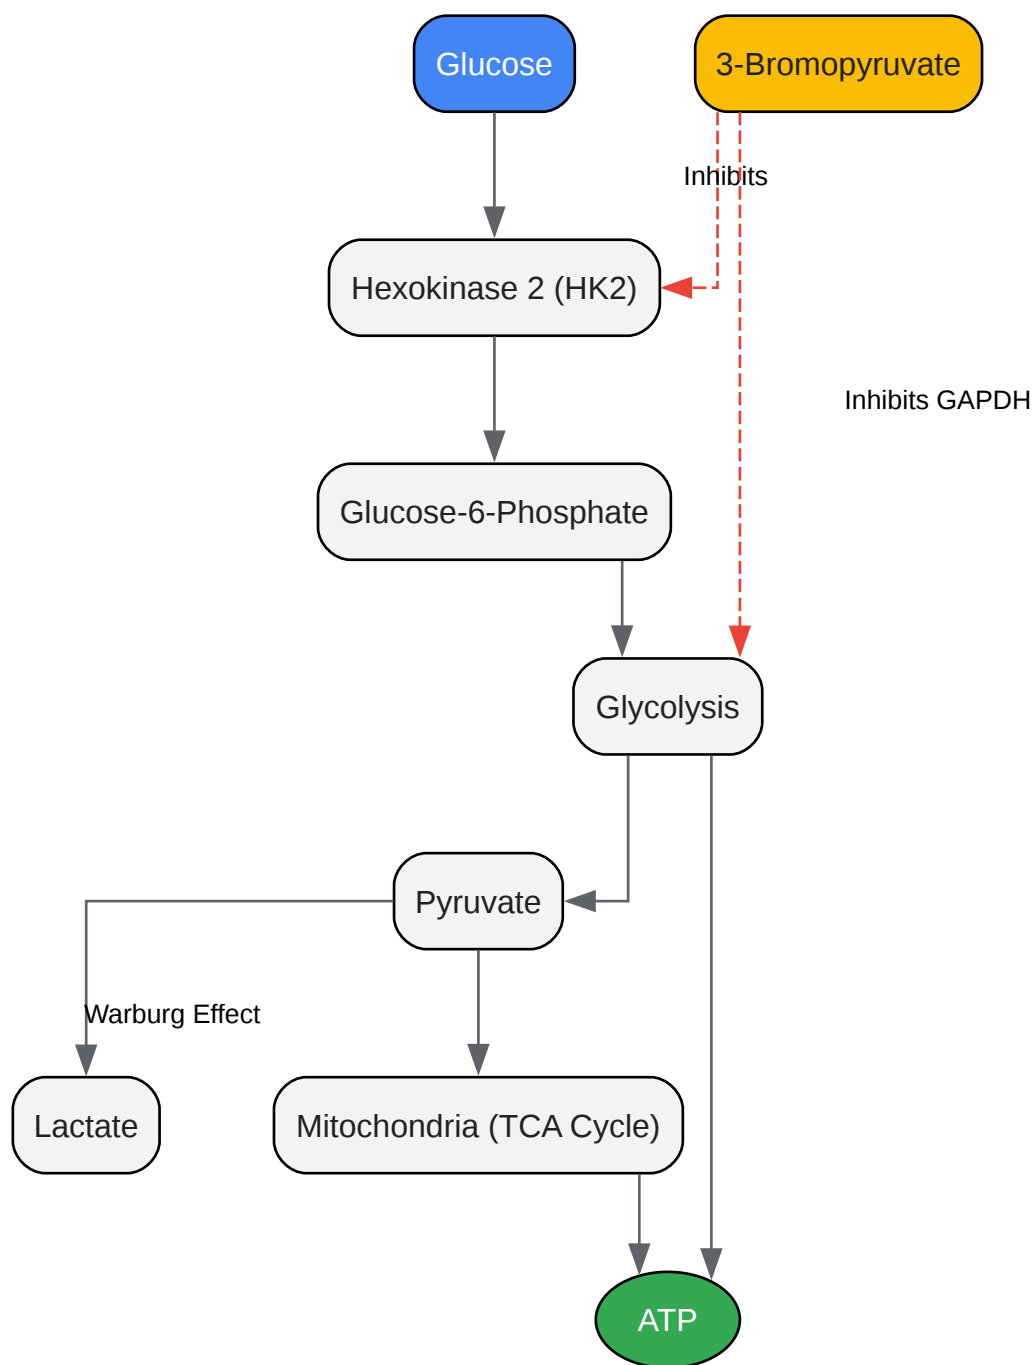 Glucose
3-Bromopyruvate
Inhibits
Hexokinase 2 (HK2)
Inhibits GAPDH
Glucose-6-Phosphate
Glycolysis
Pyruvate
Warburg Effect
Lactate
Mitochondria (TCA Cycle)
ATP